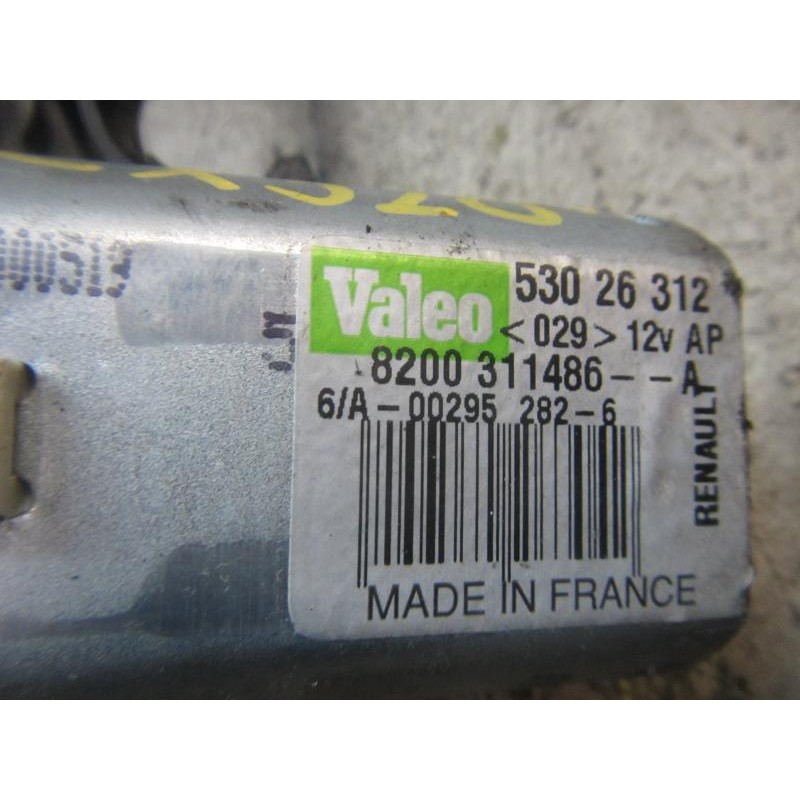 Valeo
530 26 312
<029> 12v AP
8200 311486 - - A
6/A - 00295 282 - 6
RENAULT
MADE IN FRANCE